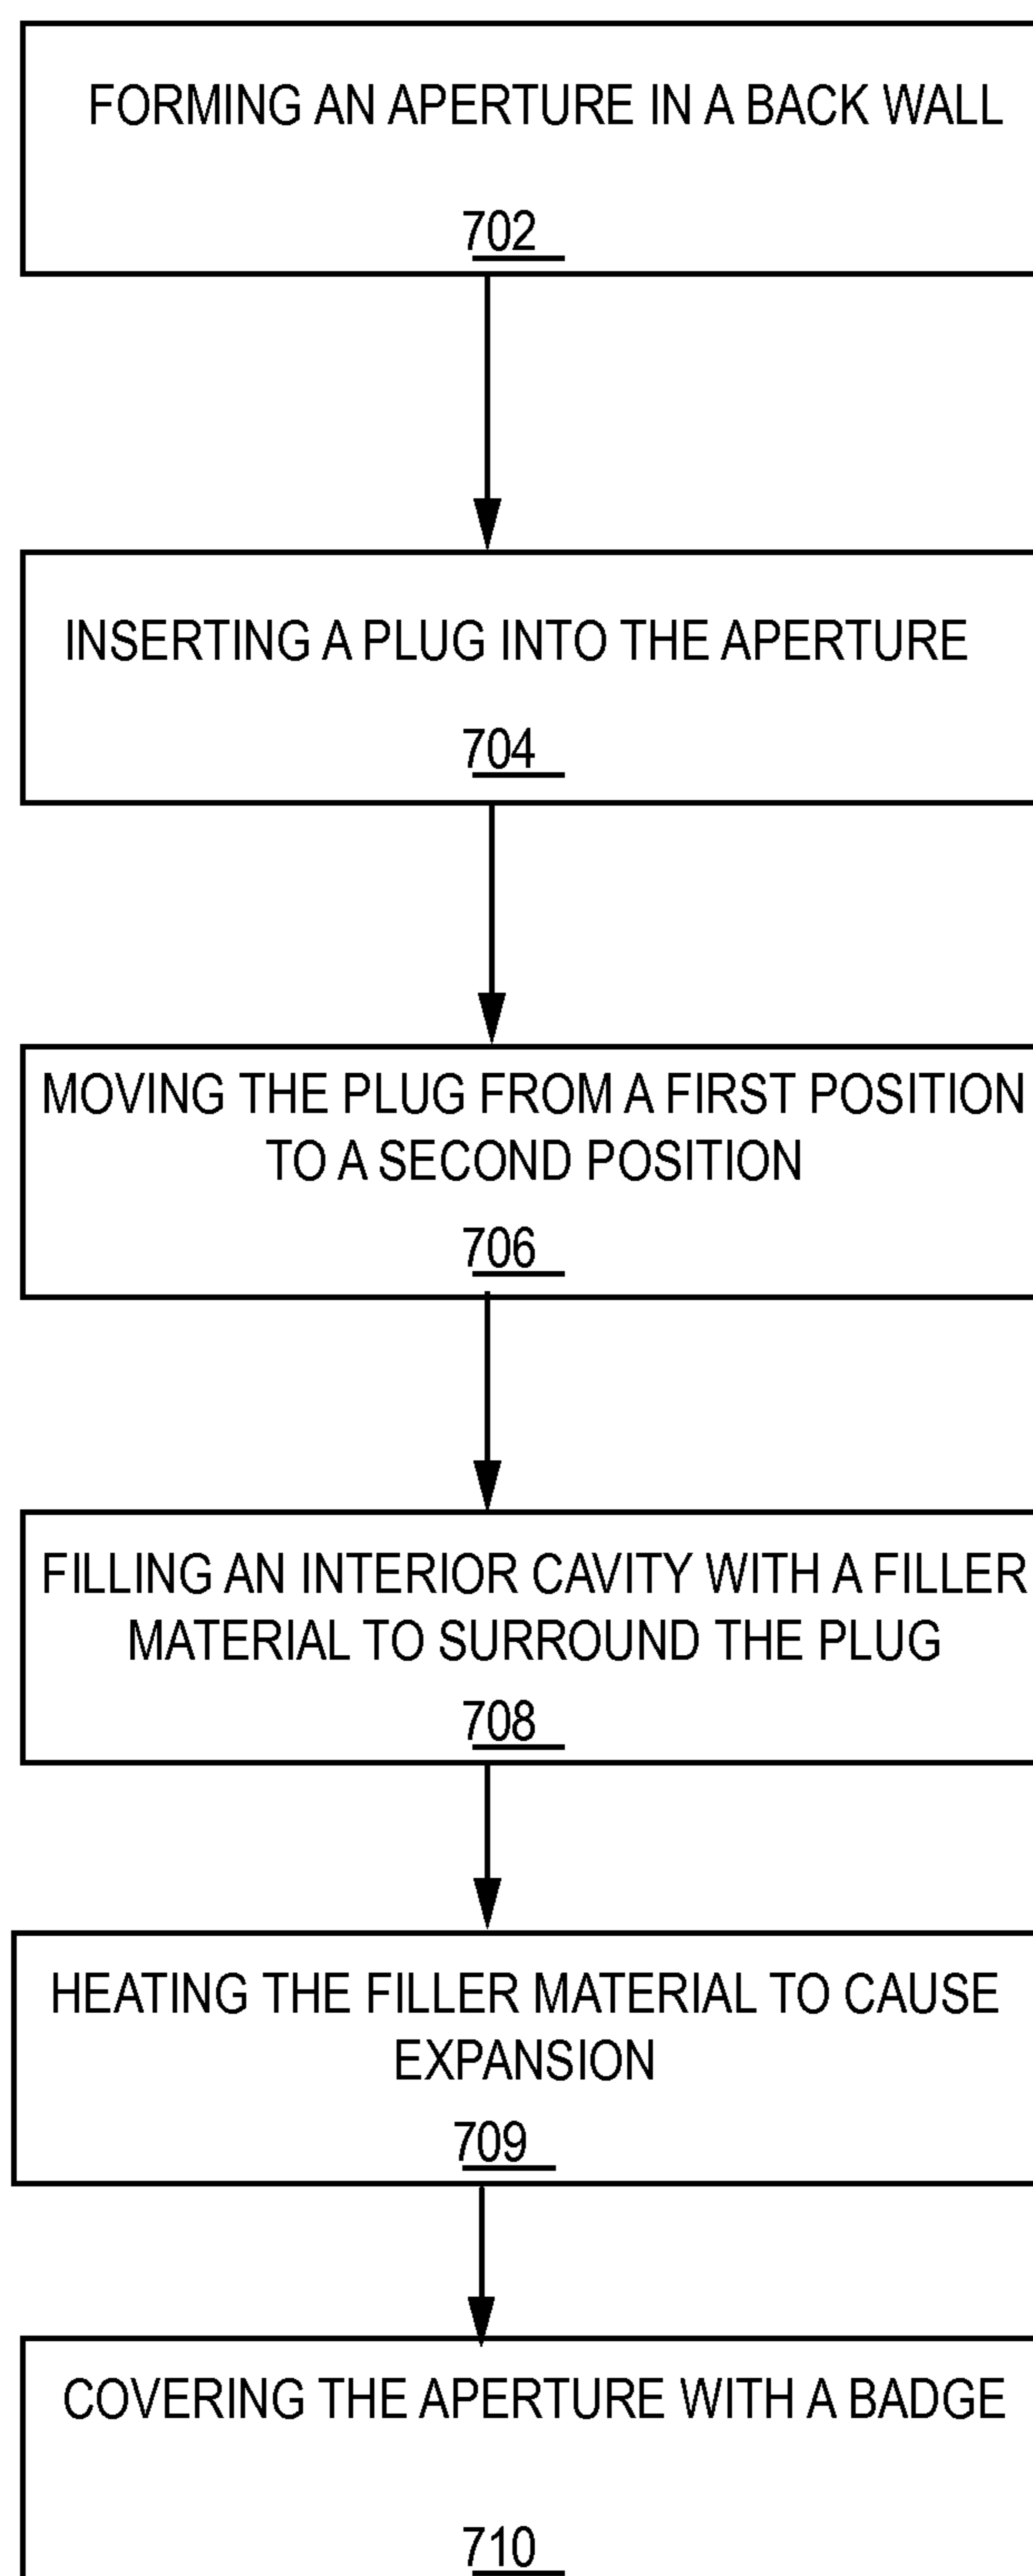 FORMING AN APERTURE IN A BACK WALL
702
INSERTING A PLUG INTO THE APERTURE
704
MOVING THE PLUG FROM A FIRST POSITION
TO A SECOND POSITION
706
FILLING AN INTERIOR CAVITY WITH A FILLER
MATERIAL TO SURROUND THE PLUG
708
HEATING THE FILLER MATERIAL TO CAUSE
EXPANSION
709
COVERING THE APERTURE WITH A BADGE
710